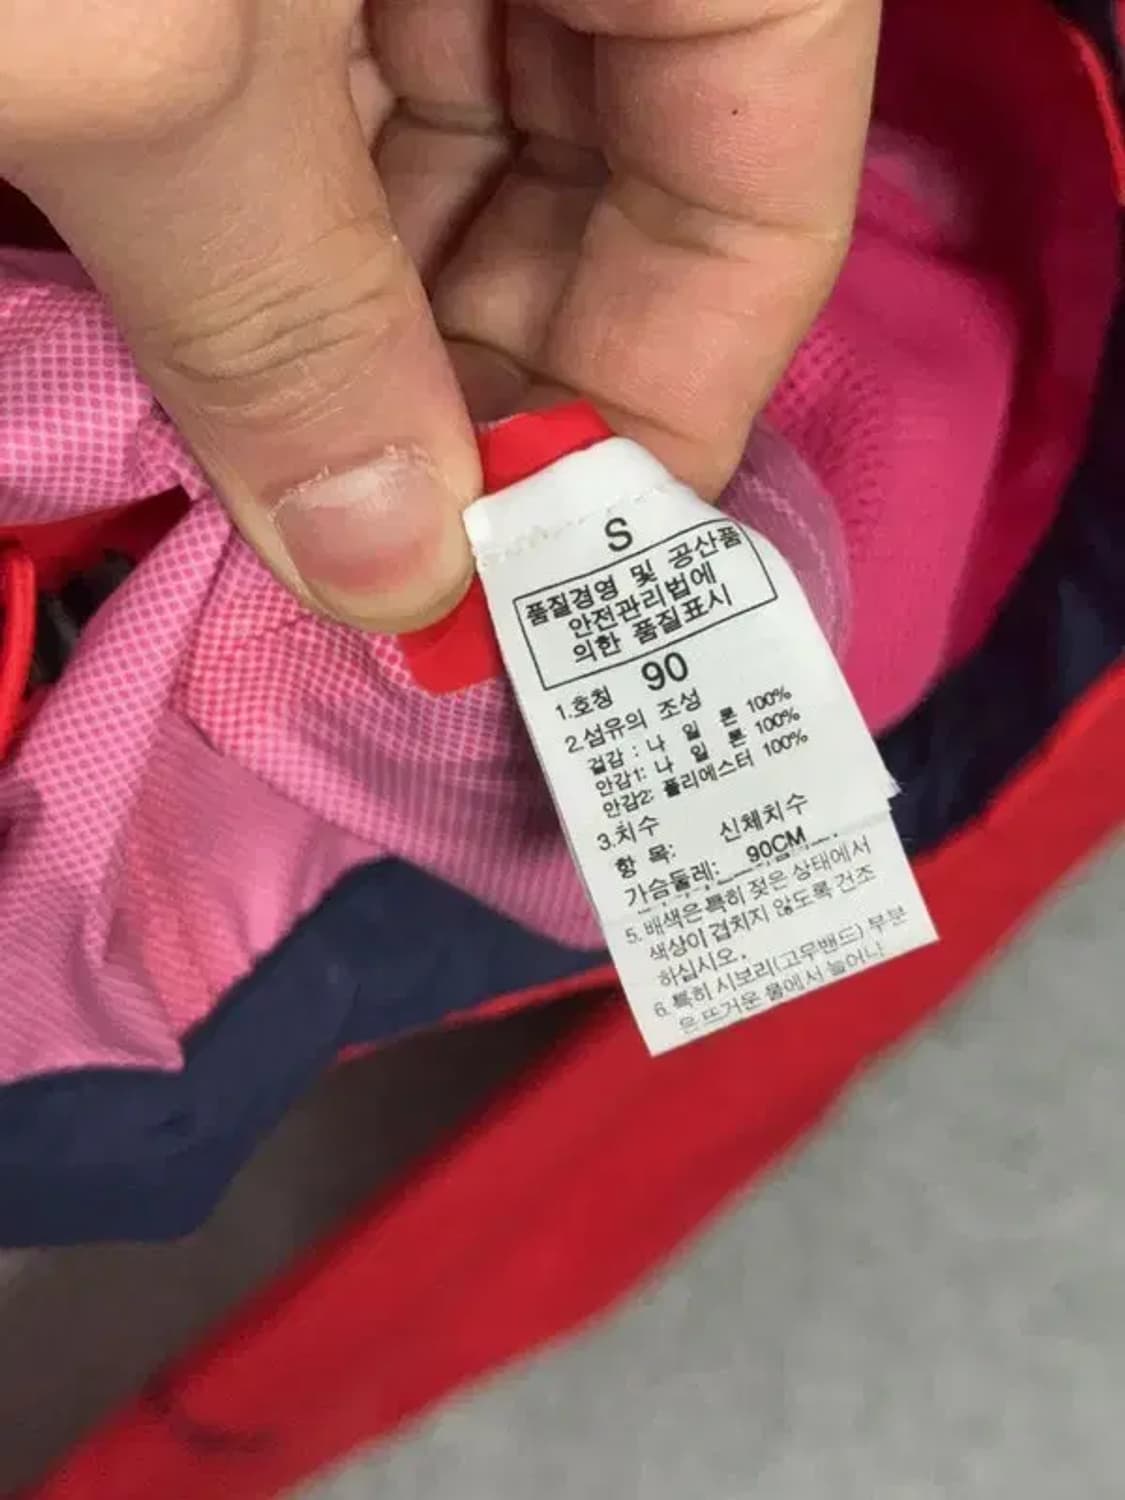 S
품질경영 및 공산품
안전관리법에
의한 품질표시
1.호칭 90
2.섬유의 조성
겉감 : 나 일 론 100%
안감1: 나 일 론 100%
안감2: 폴리에스터 100%
3.치수 신체치수
항 목:
가슴둘레: 90CM
5.배색은 특히 젖은 상태에서
색상이 겹치지 않도록 건조
하십시오.
6.특히 시보리(고무밴드) 부분
은 뜨거운 물에서 늘어나